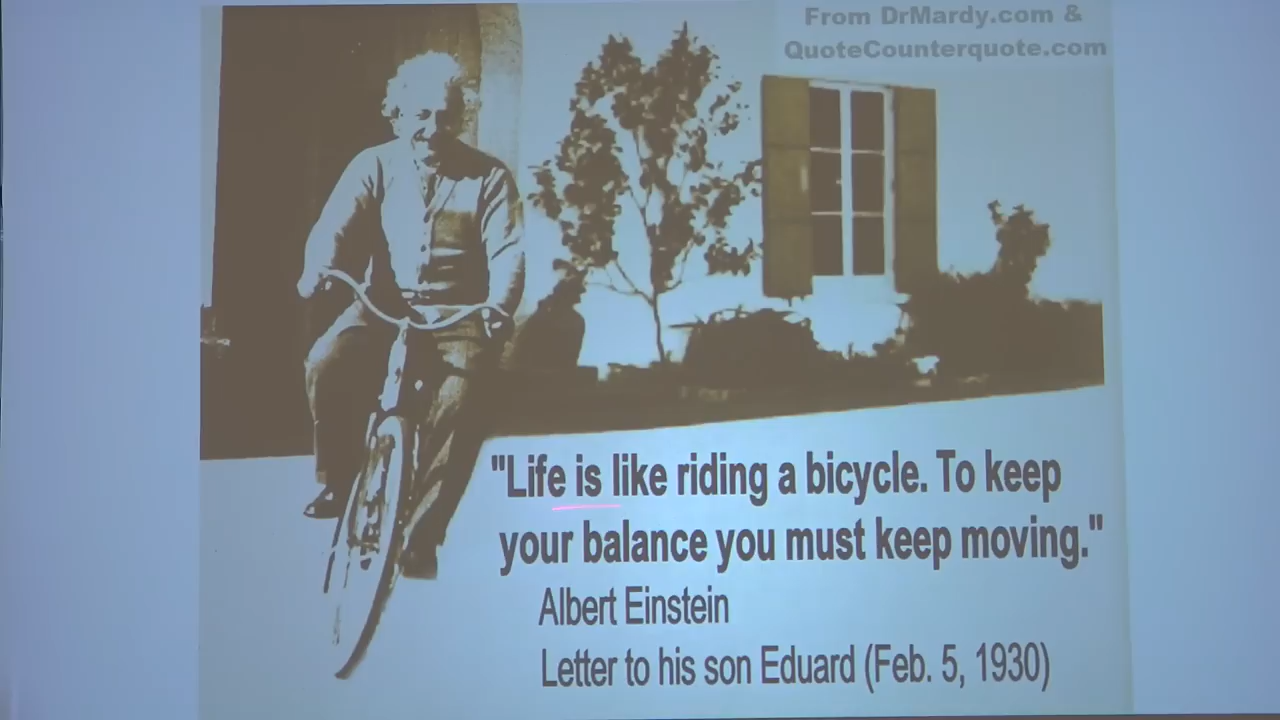 From DrMardy.com &
QuoteCounterquote.com
"Life is like riding a bicycle. To keep
your balance you must keep moving."
Albert Einstein
Letter to his son Eduard (Feb. 5, 1930)